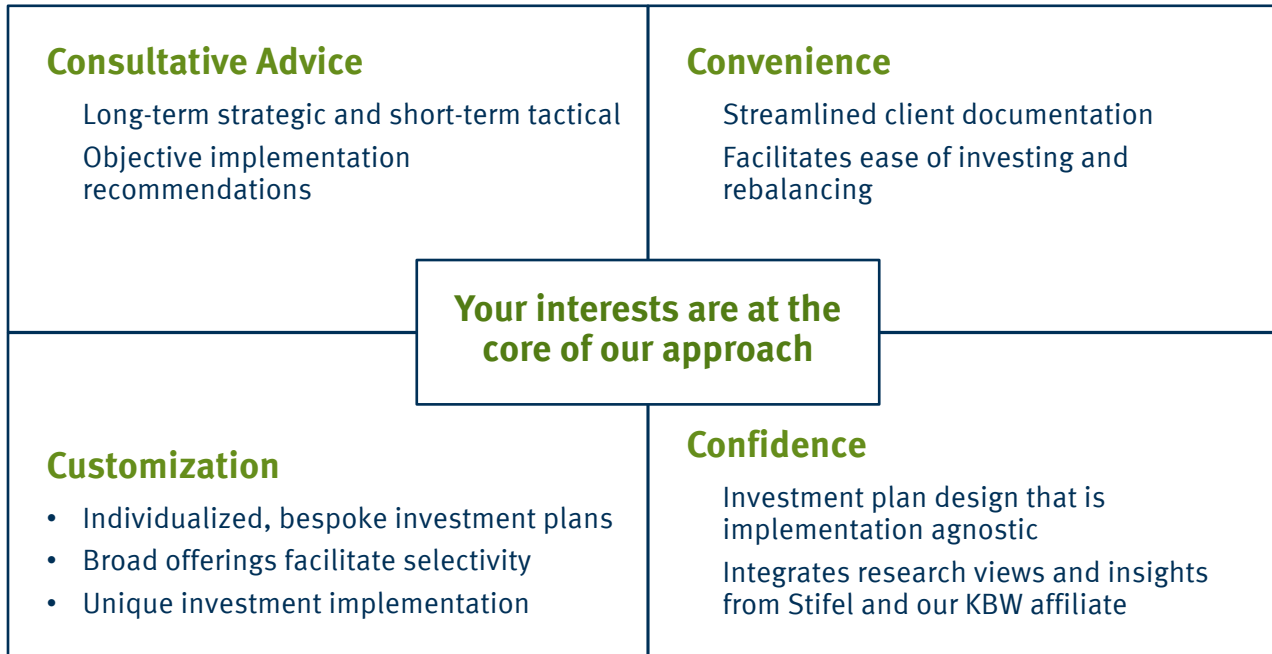 Consultative Advice
Long-term strategic and short-term tactical
Objective implementation
recommendations
Convenience
Streamlined client documentation
Facilitates ease of investing and
rebalancing
Your interests are at the
core of our approach
Customization
• Individualized, bespoke investment plans
• Broad offerings facilitate selectivity
• Unique investment implementation
Confidence
Investment plan design that is
implementation agnostic
Integrates research views and insights
from Stifel and our KBW affiliate